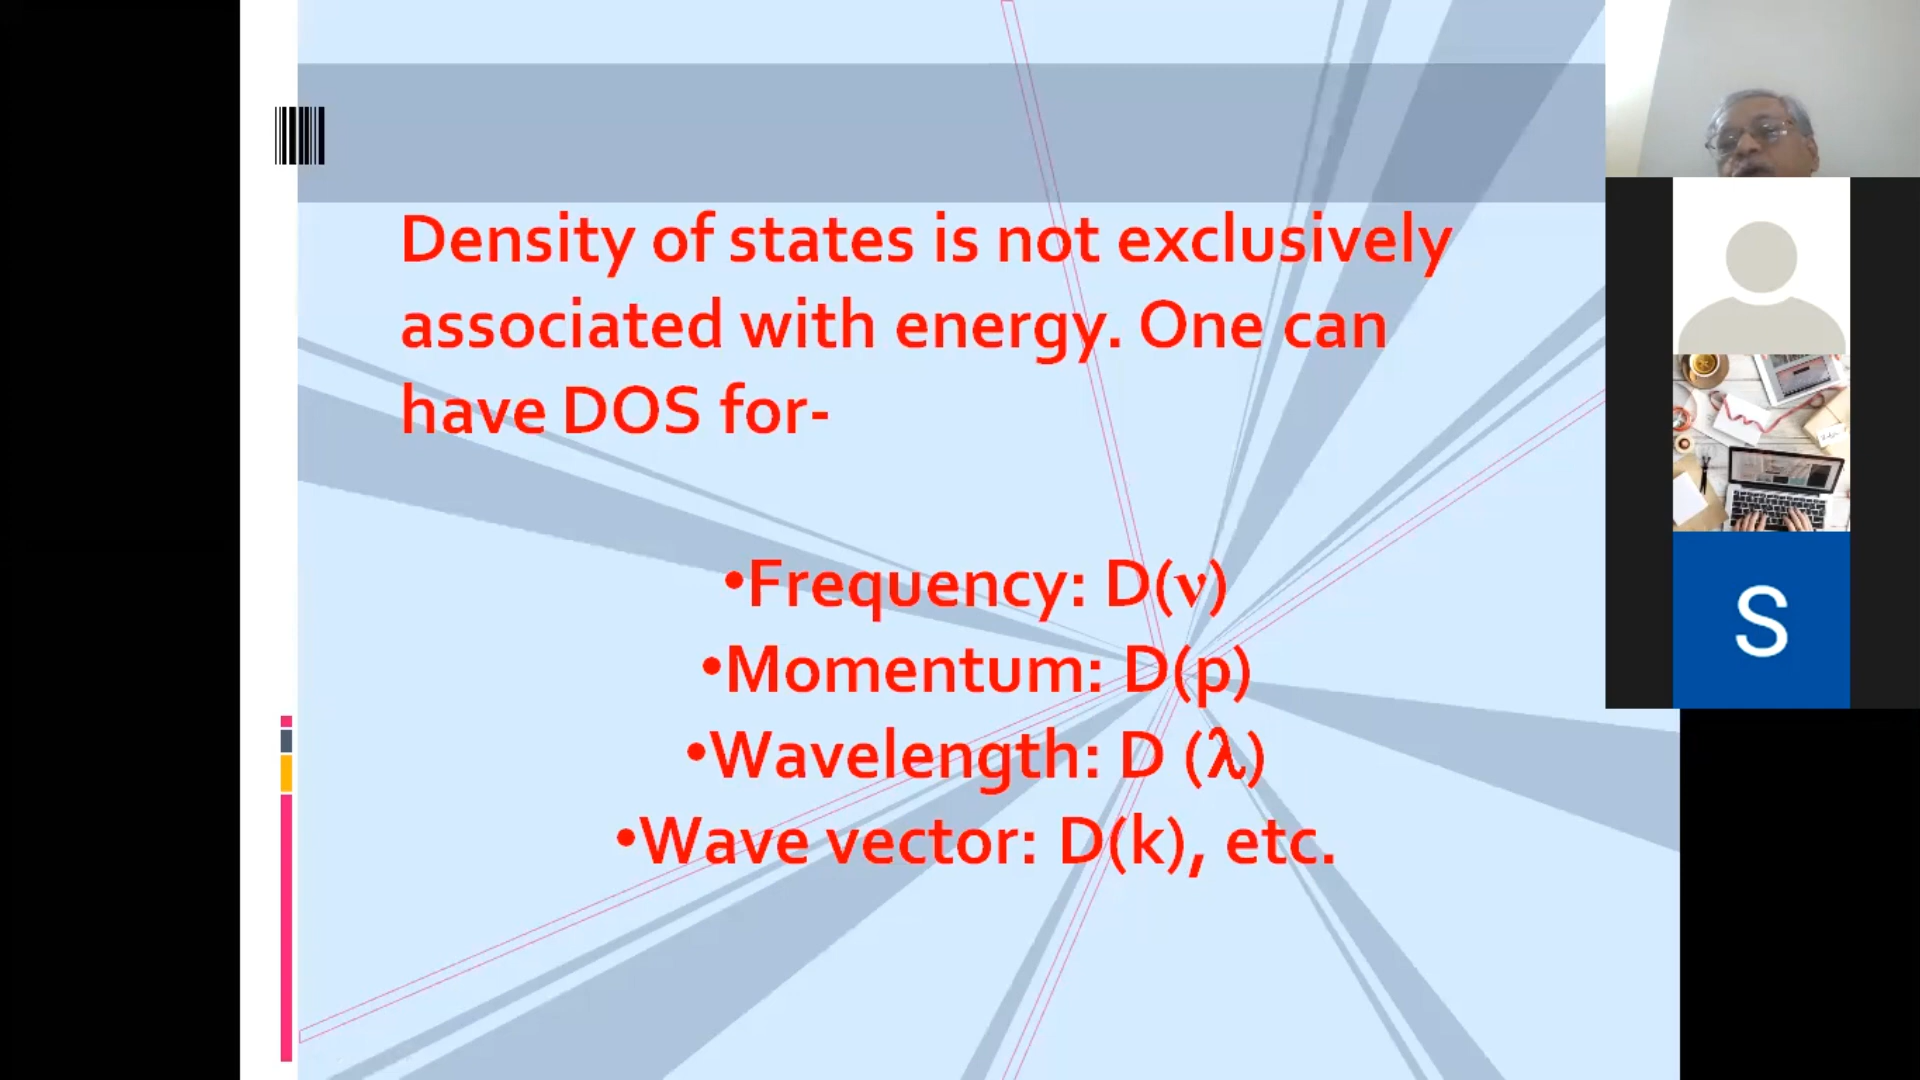 Density of states is not exclusively
associated with energy. One can
have DOS for-
•Frequency: D(ν)
•Momentum: D(p)
•Wavelength: D (λ)
•Wave vector: D(k), etc.
S